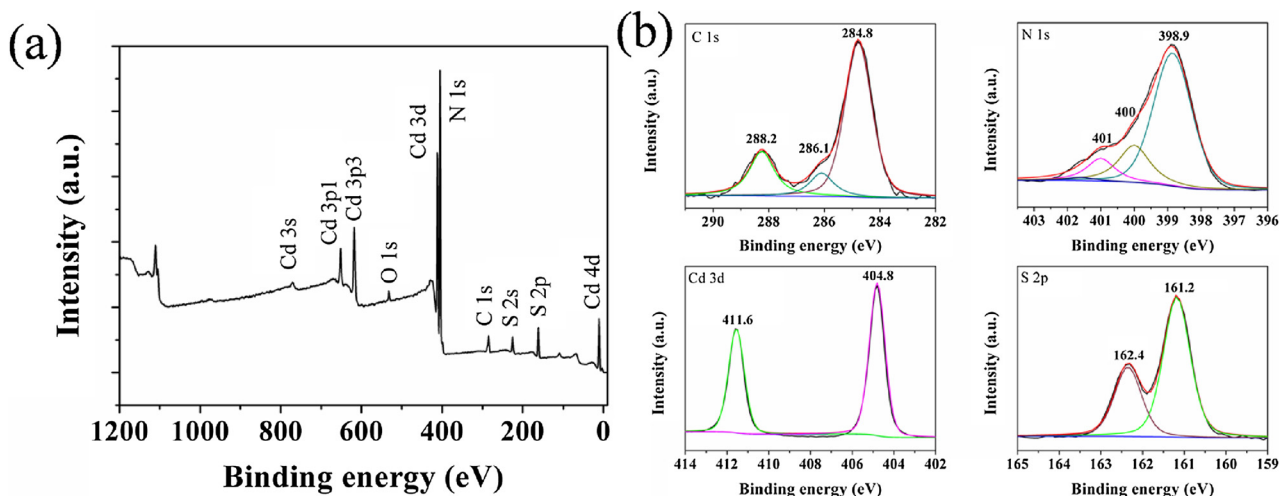 (a)
Intensity (a.u.)
Cd 3s
Cd 3p1
Cd 3p3
O 1s
Cd 3d
N 1s
C 1s
S 2s
S 2p
Cd 4d
1200 1000 800 600 400 200 0
Binding energy (eV)
(b)
C 1s
284.8
288.2
286.1
Intensity (a.u.)
290 288 286 284 282
Binding energy (eV)
N 1s
398.9
400
401
Intensity (a.u.)
403 402 401 400 399 398 397 396
Binding energy (eV)
Cd 3d
404.8
411.6
Intensity (a.u.)
414 412 410 408 406 404 402
Binding energy (eV)
S 2p
161.2
162.4
Intensity (a.u.)
165 164 163 162 161 160 159
Binding energy (eV)